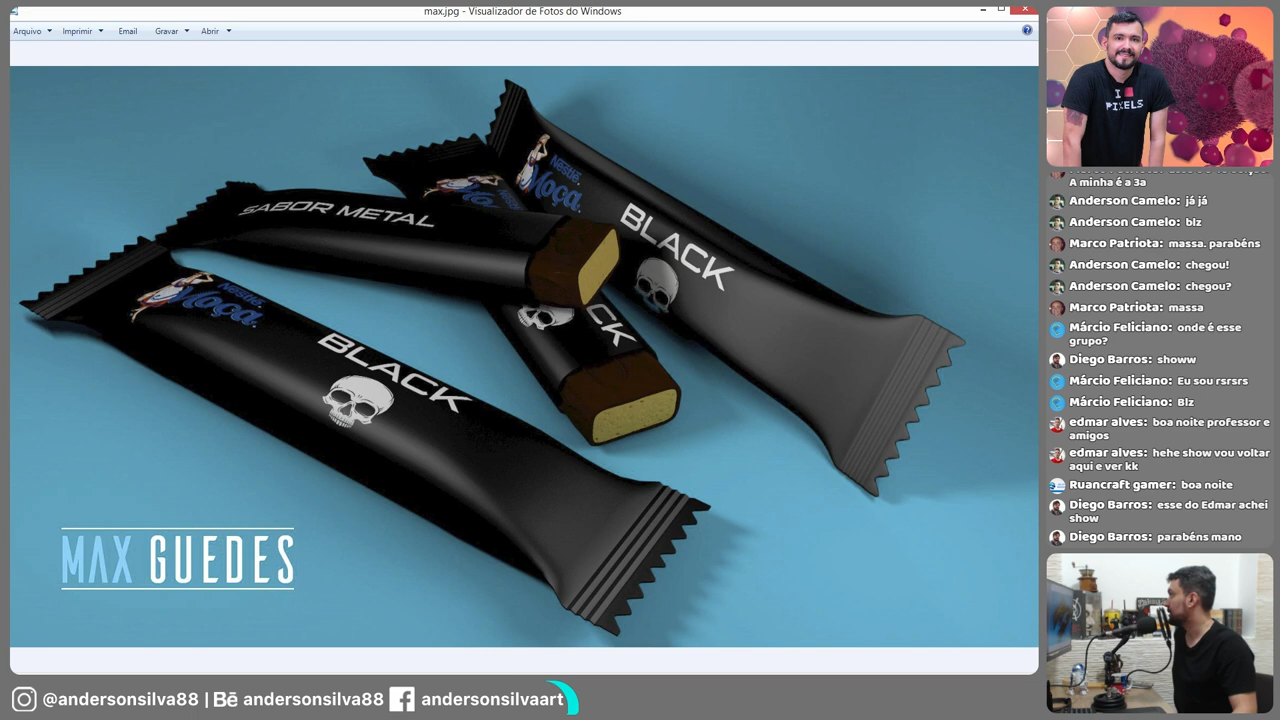 max.jpg - Visualizador de Fotos do Windows
Arquivo Imprimir Email Gravar Abrir
Nestlé
Moça
BLACK
SABOR METAL
Nestlé
Moça
BLACK
CK
MAX GUEDES
I
PIXELS
A minha é a 3a
Anderson Camelo: já já
Anderson Camelo: blz
Marco Patriota: massa. parabéns
Anderson Camelo: chegou!
Anderson Camelo: chegou?
Marco Patriota: massa
Márcio Feliciano: onde é esse
grupo?
Diego Barros: showw
Márcio Feliciano: Eu sou rsrsrs
Márcio Feliciano: Blz
edmar alves: boa noite professor e
amigos
edmar alves: hehe show vou voltar
aqui e ver kk
Ruancraft gamer: boa noite
Diego Barros: esse do Edmar achei
show
Diego Barros: parabéns mano
@andersonsilva88 | Bē andersonsilva88 f andersonsilvaart